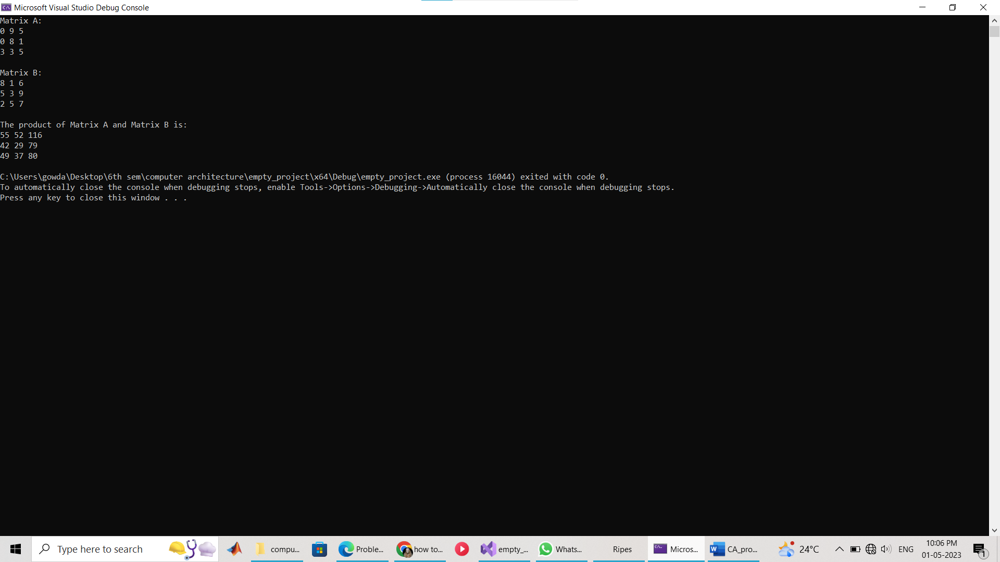 Microsoft Visual Studio Debug Console
Matrix A:
0 9 5
0 8 1
3 3 5
Matrix B:
8 1 6
5 3 9
2 5 7
The product of Matrix A and Matrix B is:
55 52 116
42 29 79
49 37 80
C:\Users\gowda\Desktop\6th sem\computer architecture\empty_project\x64\Debug\empty_project.exe (process 16044) exited with code 0.
To automatically close the console when debugging stops, enable Tools->Options->Debugging->Automatically close the console when debugging stops.
Press any key to close this window . . .
Type here to search
compu...
Proble...
how to...
empty_...
Whats...
Ripes
Micros...
CA_pro...
24°C
ENG
10:06 PM
01-05-2023
1